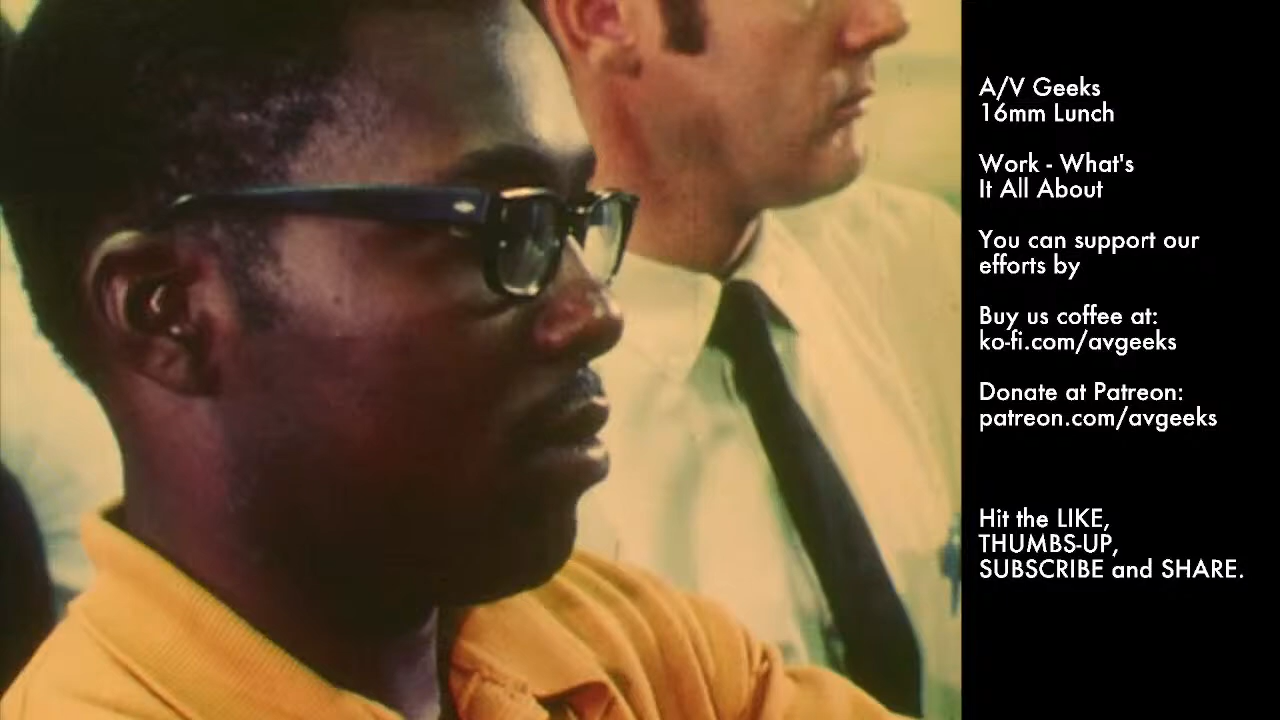 A/V Geeks
16mm Lunch
Work - What's
It All About
You can support our
efforts by
Buy us coffee at:
ko-fi.com/avgeeks
Donate at Patreon:
patreon.com/avgeeks
Hit the LIKE,
THUMBS-UP,
SUBSCRIBE and SHARE.